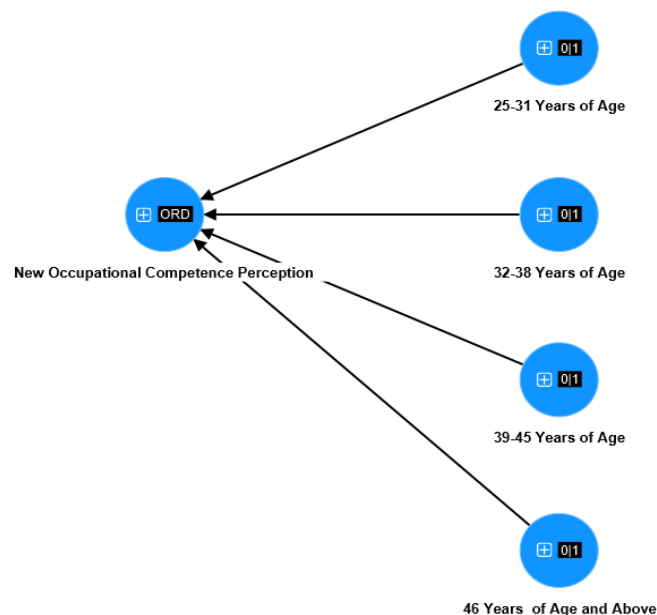 0|1
25-31 Years of Age
ORD
0|1
New Occupational Competence Perception
32-38 Years of Age
0|1
39-45 Years of Age
0|1
46 Years of Age and Above